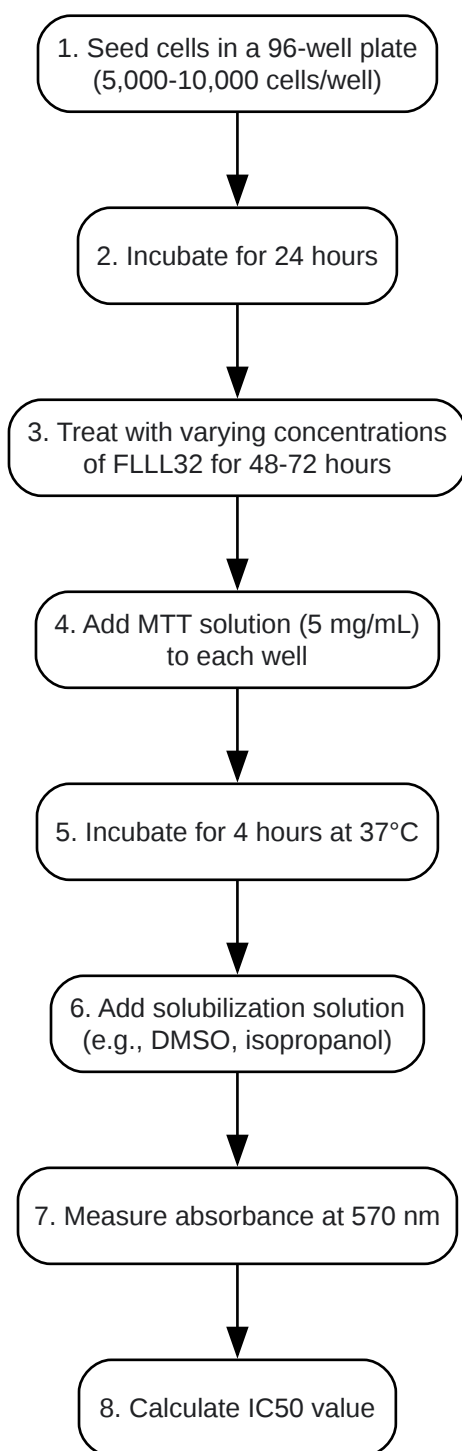 1. Seed cells in a 96-well plate
(5,000-10,000 cells/well)
2. Incubate for 24 hours
3. Treat with varying concentrations
of FLLL32 for 48-72 hours
4. Add MTT solution (5 mg/mL)
to each well
5. Incubate for 4 hours at 37°C
6. Add solubilization solution
(e.g., DMSO, isopropanol)
7. Measure absorbance at 570 nm
8. Calculate IC50 value